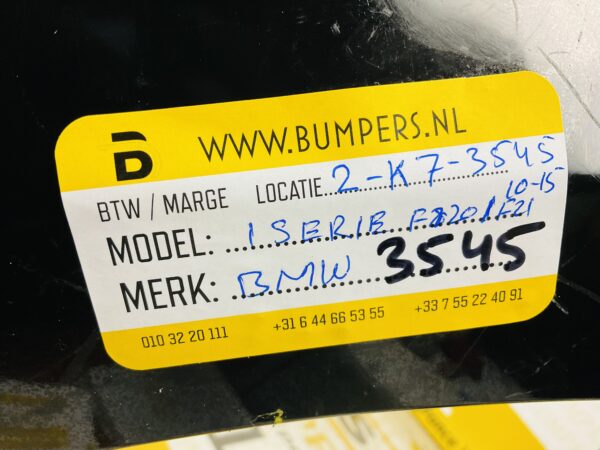 WWW.BUMPERS.NL
BTW / MARGE LOCATIE 2-K7-3545
10-15
MODEL: 1 SERIE F20/F21
MERK: BMW 3545
010 32 20 111 +31 6 44 66 53 55 +33 7 55 22 40 91